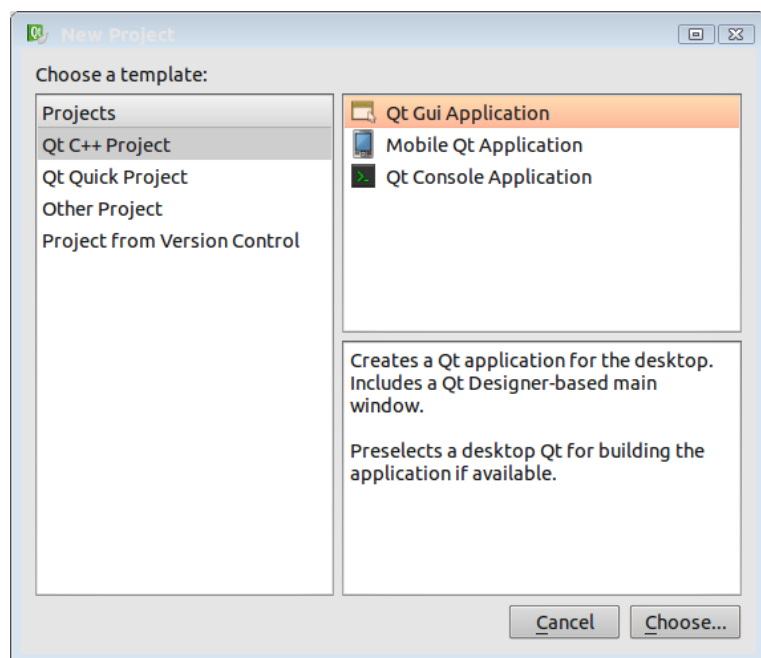 New Project
Choose a template:
Projects
Qt C++ Project
Qt Quick Project
Other Project
Project from Version Control
Qt Gui Application
Mobile Qt Application
Qt Console Application
Creates a Qt application for the desktop.
Includes a Qt Designer-based main
window.
Preselects a desktop Qt for building the
application if available.
Cancel
Choose...